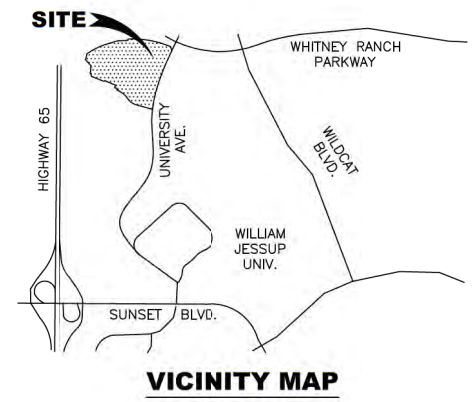 SITE
WHITNEY RANCH
PARKWAY
HIGHWAY 65
UNIVERSITY
AVE.
WILDCAT
BLVD.
WILLIAM
JESSUP
UNIV.
SUNSET BLVD.
VICINITY MAP